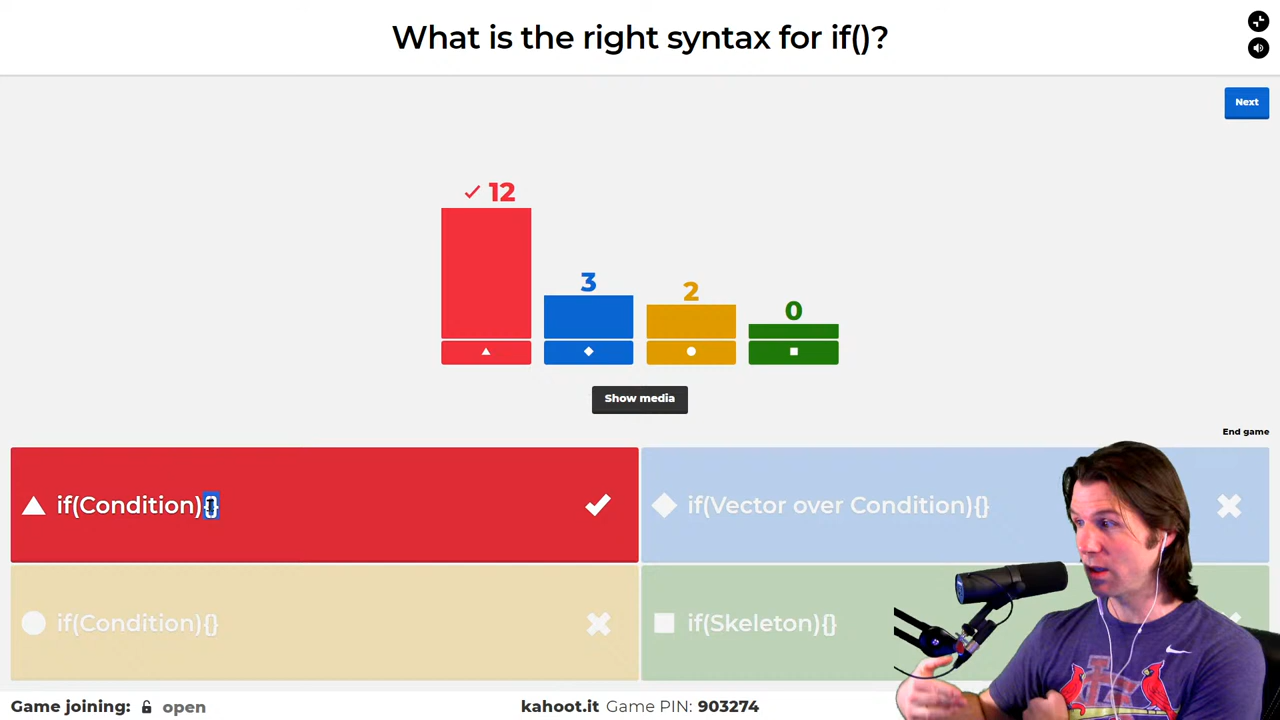 What is the right syntax for if()?
Next
12
3
2
0
Show media
End game
if(Condition){}
if(Vector over Condition){}
if(Condition){}
if(Skeleton){}
Game joining: open
kahoot.it Game PIN: 903274